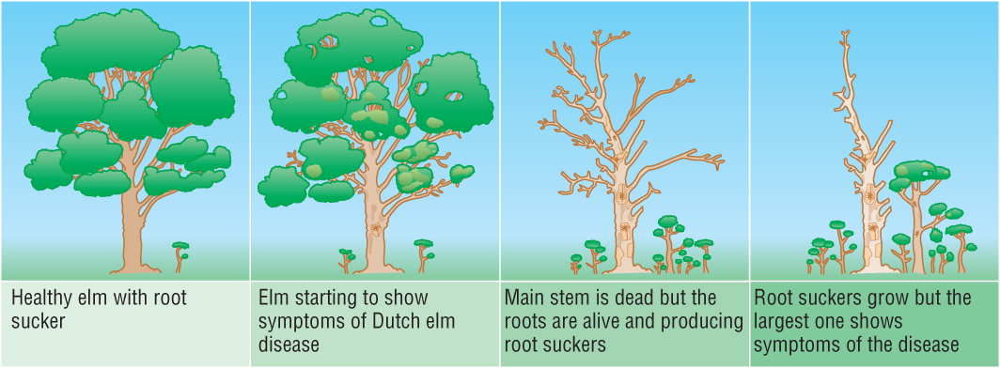 Healthy elm with root
sucker
Elm starting to show
symptoms of Dutch elm
disease
Main stem is dead but the
roots are alive and producing
root suckers
Root suckers grow but the
largest one shows
symptoms of the disease